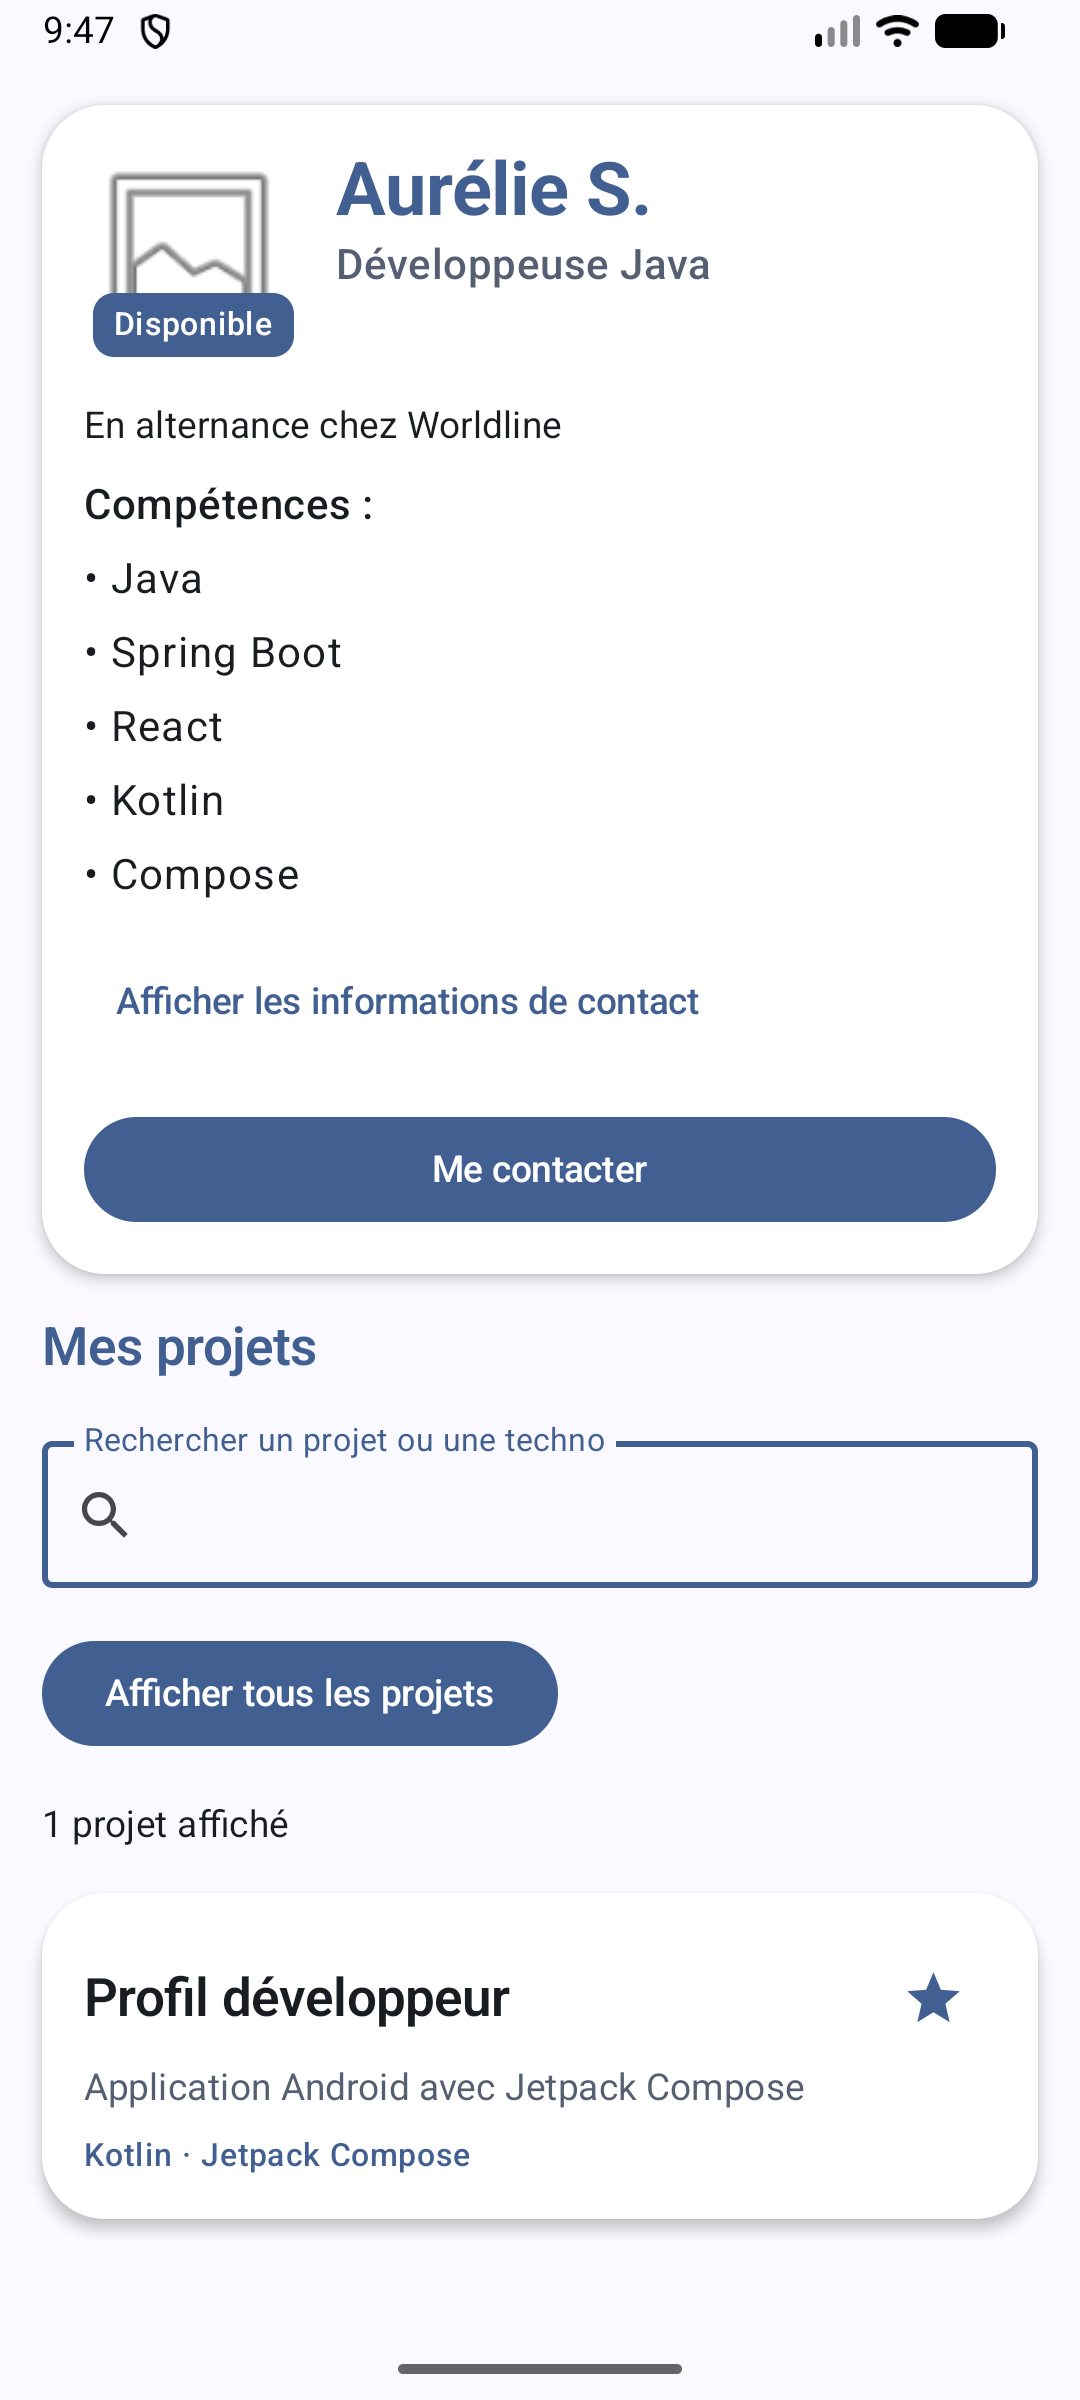 9:47
Aurélie S.
Développeuse Java
Disponible
En alternance chez Worldline
Compétences :
• Java
• Spring Boot
• React
• Kotlin
• Compose
Afficher les informations de contact
Me contacter
Mes projets
Rechercher un projet ou une techno
Afficher tous les projets
1 projet affiché
Profil développeur
Application Android avec Jetpack Compose
Kotlin · Jetpack Compose